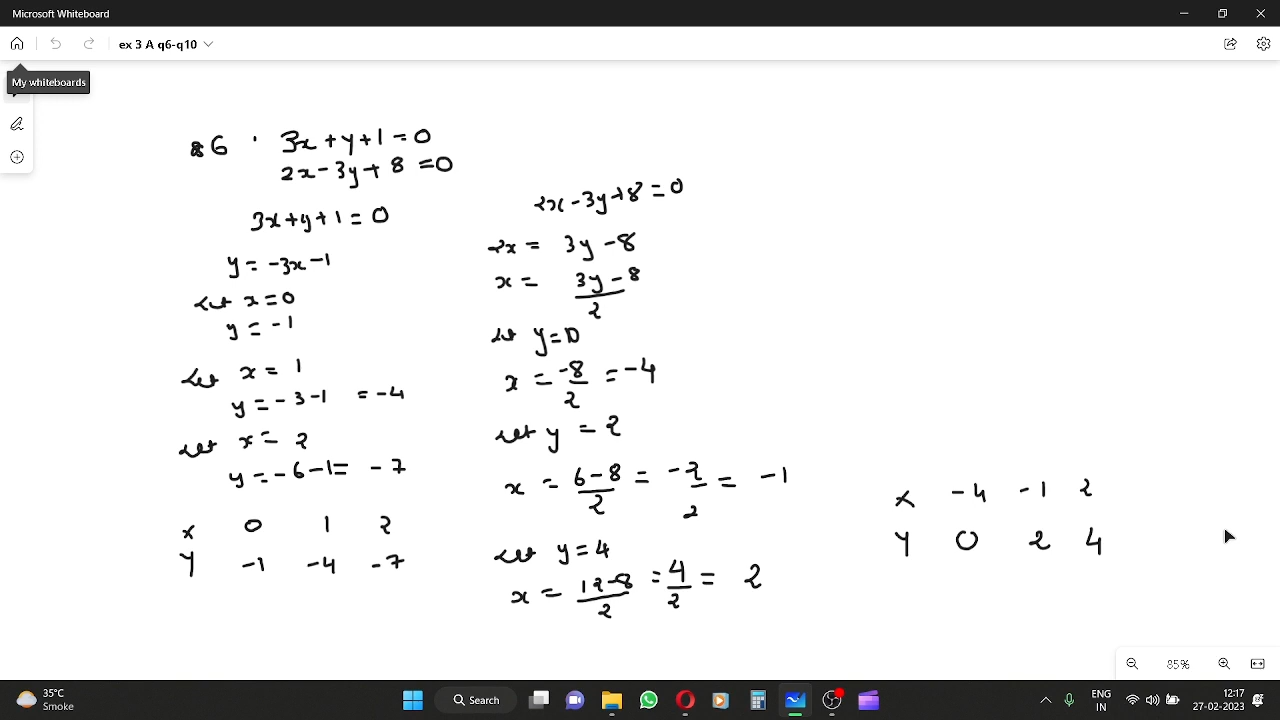 Microsoft Whiteboard
ex 3 A q6-q10
My whiteboards
6 . 3x + y + 1 = 0
2x - 3y + 8 = 0
3x + y + 1 = 0
y = -3x - 1
Let x = 0
y = -1
Let x = 1
y = -3 -1 = -4
Let x = 2
y = -6 -1 = -7
x 0 1 2
y -1 -4 -7
2x - 3y + 8 = 0
2x = 3y - 8
x = 3y - 8 / 2
Let y = 0
x = -8/2 = -4
Let y = 2
x = 6-8/2 = -2/2 = -1
Let y = 4
x = 12-8/2 = 4/2 = 2
x -4 -1 2
y 0 2 4
85%
35°C
Smoke
Search
ENG
IN
12:17
27-02-2023